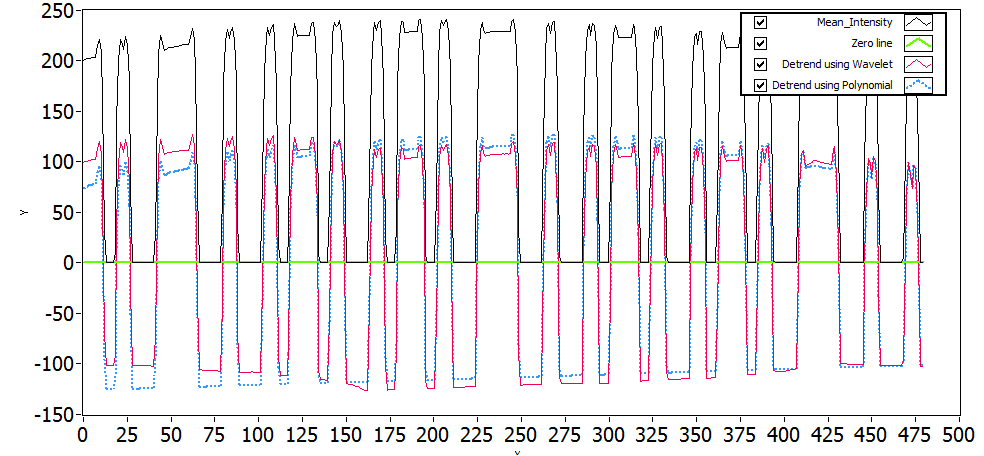 250
Mean_Intensity
200
Zero line
Detrend using Wavelet
Detrend using Polynomial
150
100
50
Y
0
-50
-100
-150
0 25 50 75 100 125 150 175 200 225 250 275 300 325 350 375 400 425 450 475 500